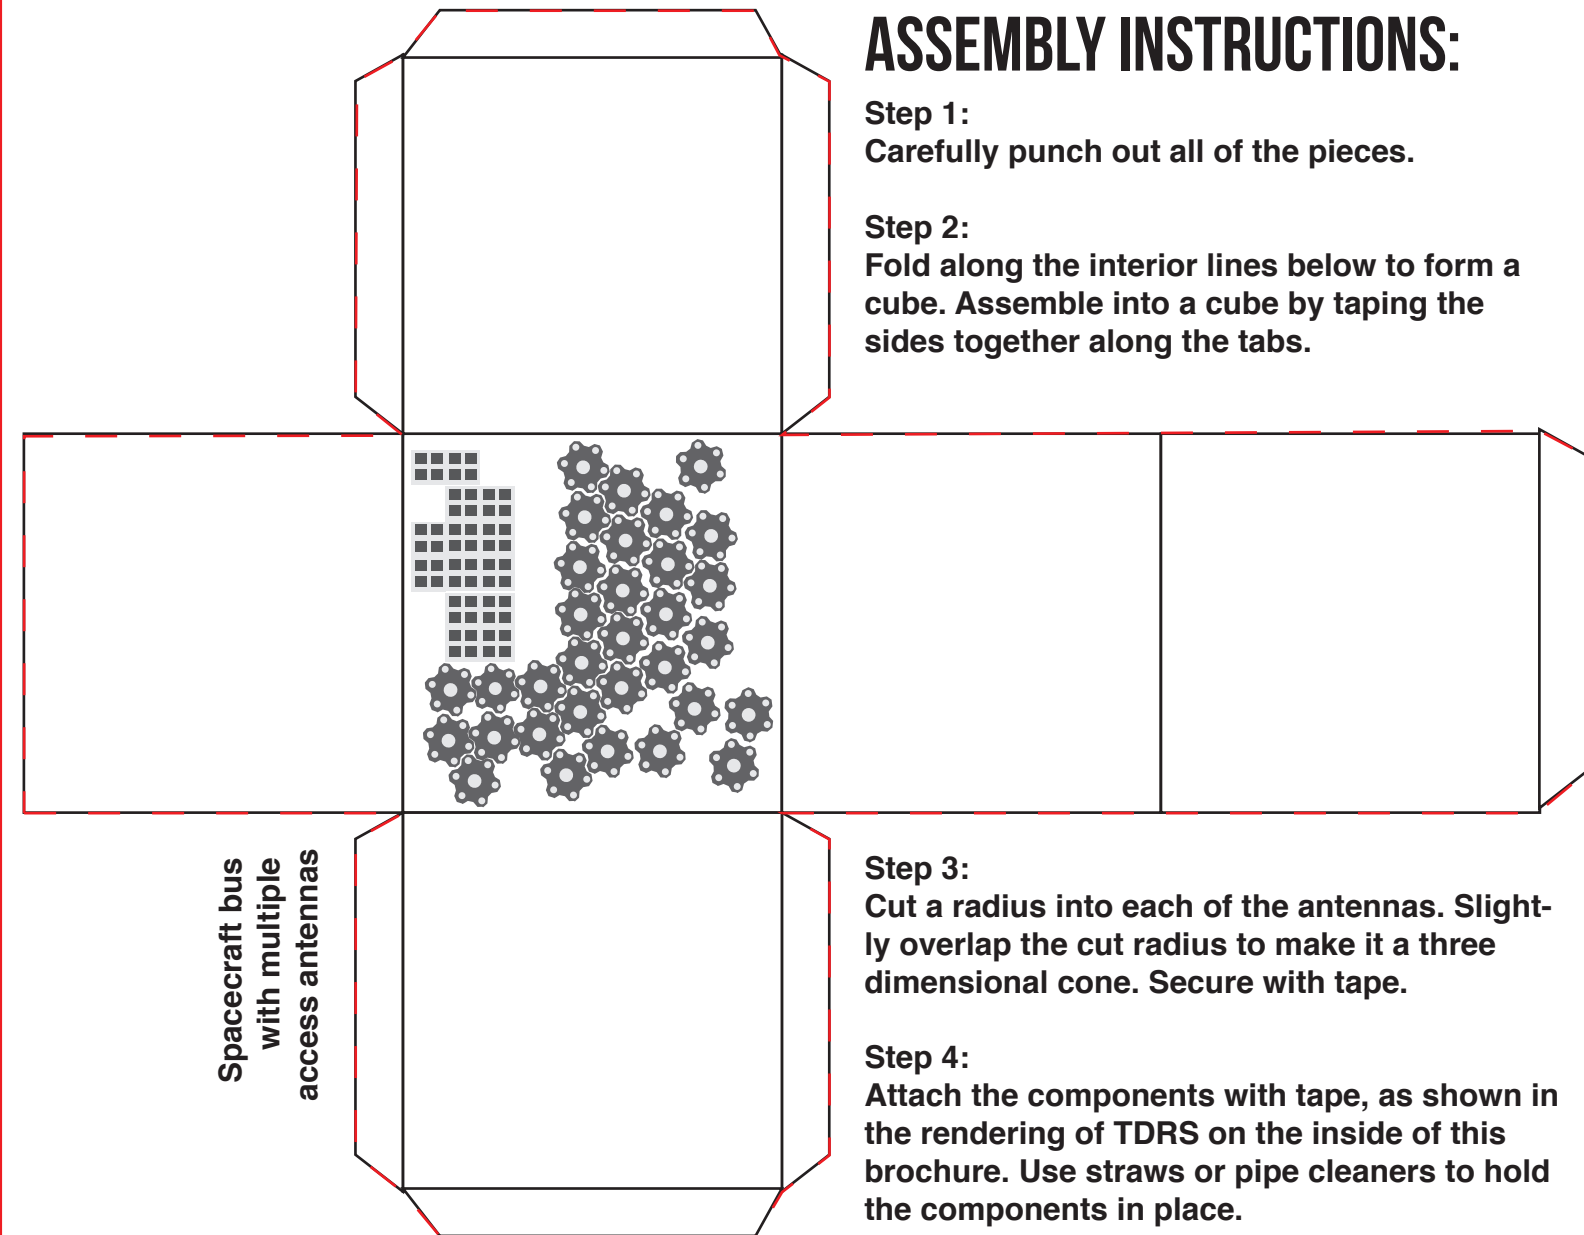 ASSEMBLY INSTRUCTIONS:
Step 1:
Carefully punch out all of the pieces.
Step 2:
Fold along the interior lines below to form a
cube. Assemble into a cube by taping the
sides together along the tabs.
Spacecraft bus
with multiple
access antennas
Step 3:
Cut a radius into each of the antennas. Slight-
ly overlap the cut radius to make it a three
dimensional cone. Secure with tape.
Step 4:
Attach the components with tape, as shown in
the rendering of TDRS on the inside of this
brochure. Use straws or pipe cleaners to hold
the components in place.